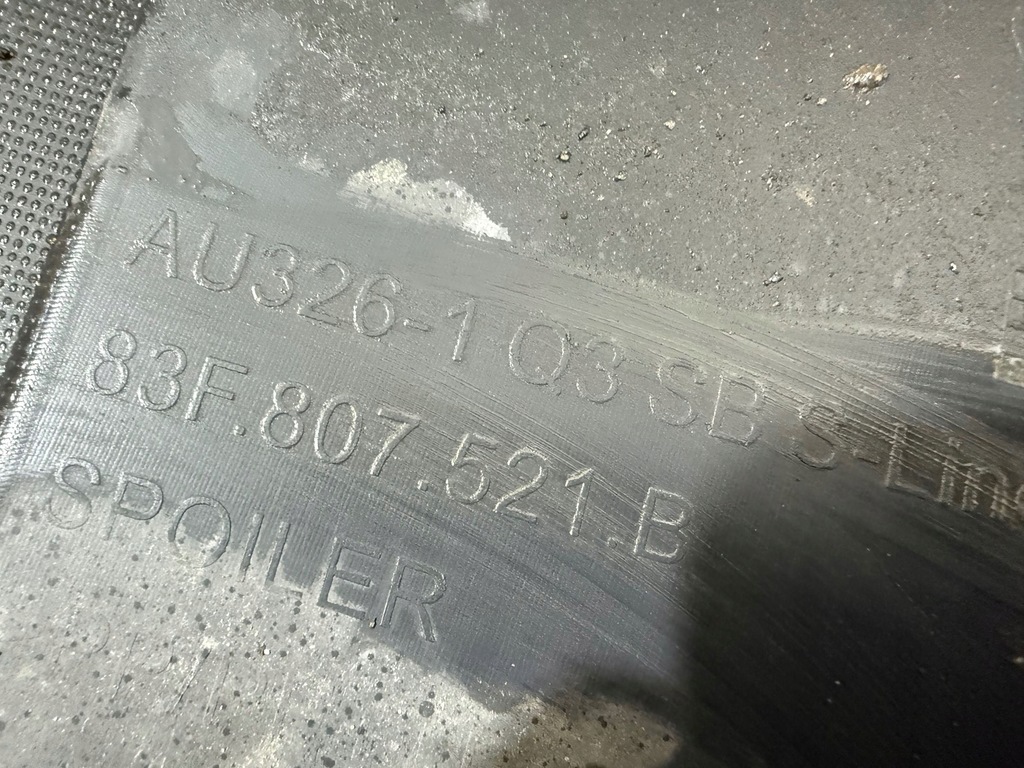 AU326-1 Q3 SB S-Line
83F.807.521.B
SPOILER